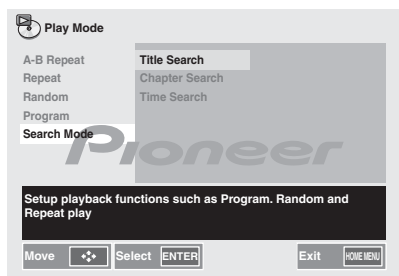 Play Mode
A-B Repeat
Title Search
Repeat
Chapter Search
Random
Time Search
Program
Search Mode
Pioneer
Setup playback functions such as Program. Random and
Repeat play
Move Select ENTER Exit HOME MENU